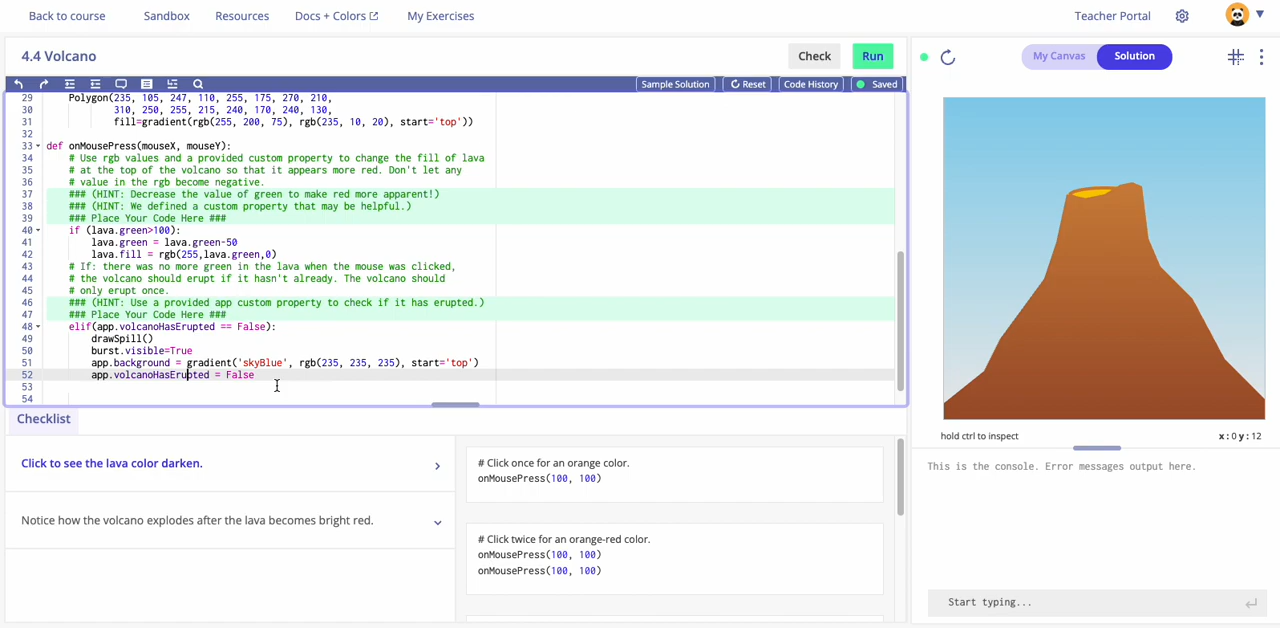 Back to course
Sandbox
Resources
Docs + Colors
My Exercises
Teacher Portal
4.4 Volcano
Check
Run
My Canvas
Solution
Sample Solution
Reset
Code History
Saved
29 Polygon(235, 105, 247, 110, 255, 175, 270, 210,
30 310, 250, 255, 215, 240, 170, 240, 130,
31 fill=gradient(rgb(255, 200, 75), rgb(235, 10, 20), start='top'))
32
33 def onMousePress(mouseX, mouseY):
34 # Use rgb values and a provided custom property to change the fill of lava
35 # at the top of the volcano so that it appears more red. Don't let any
36 # value in the rgb become negative.
37 ### (HINT: Decrease the value of green to make red more apparent!)
38 ### (HINT: We defined a custom property that may be helpful.)
39 ### Place Your Code Here ###
40 if (lava.green>100):
41 lava.green = lava.green-50
42 lava.fill = rgb(255,lava.green,0)
43 # If: there was no more green in the lava when the mouse was clicked,
44 # the volcano should erupt if it hasn't already. The volcano should
45 # only erupt once.
46 ### (HINT: Use a provided app custom property to check if it has erupted.)
47 ### Place Your Code Here ###
48 elif(app.volcanoHasErupted == False):
49 drawSpill()
50 burst.visible=True
51 app.background = gradient('skyBlue', rgb(235, 235, 235), start='top')
52 app.volcanoHasErupted = False
53
54
Checklist
Click to see the lava color darken.
Notice how the volcano explodes after the lava becomes bright red.
# Click once for an orange color.
onMousePress(100, 100)
# Click twice for an orange-red color.
onMousePress(100, 100)
onMousePress(100, 100)
hold ctrl to inspect
x : 0 y : 12
This is the console. Error messages output here.
Start typing...